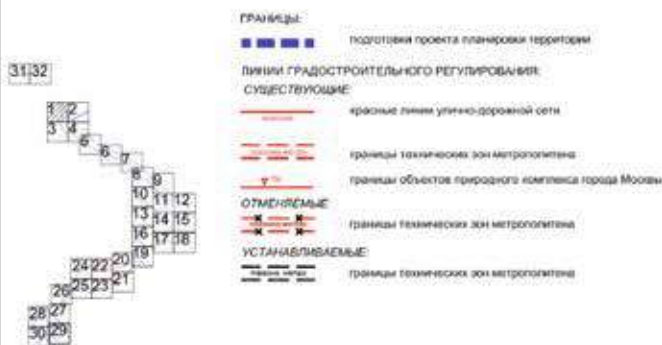 ГРАНИЦЫ:
подготовки проекта планировки территории
ЛИНИИ ГРАДОСТРОИТЕЛЬНОГО РЕГУЛИРОВАНИЯ:
СУЩЕСТВУЮЩИЕ:
красные линии улично-дорожной сети
границы технических зон метрополитена
границы объектов природного комплекса города Москвы
ОТМЕНЯЕМЫЕ:
границы технических зон метрополитена
УСТАНАВЛИВАЕМЫЕ:
границы технических зон метрополитена
31 32
1 2
3 4
5
6
7
8
9
10
11 12
13
14 15
16
17 18
19
20
24 22
21
25 23
26
28 27
30 29